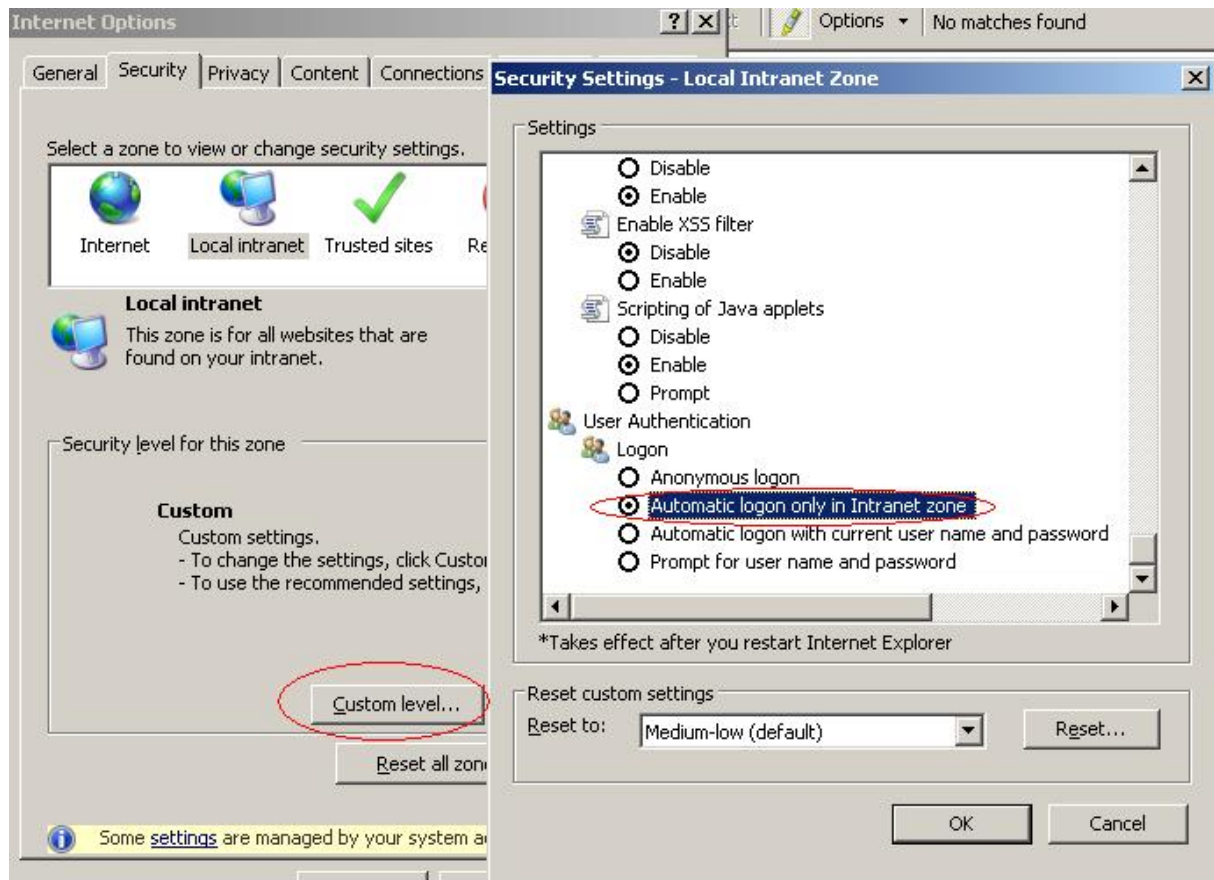 Internet Options
Options
No matches found
General Security Privacy Content Connections
Select a zone to view or change security settings.
Internet Local intranet Trusted sites
Local intranet
This zone is for all websites that are
found on your intranet.
Security level for this zone
Custom
Custom settings.
- To change the settings, click
- To use the recommended settings,
Custom level...
Reset all
Some settings are managed by your system
Security Settings - Local Intranet Zone
Settings
Disable
Enable
Enable XSS filter
Disable
Enable
Scripting of Java applets
Disable
Enable
Prompt
User Authentication
Logon
Anonymous logon
Automatic logon only in Intranet zone
Automatic logon with current user name and password
Prompt for user name and password
*Takes effect after you restart Internet Explorer
Reset custom settings
Reset to: Medium-low (default) Reset...
OK Cancel